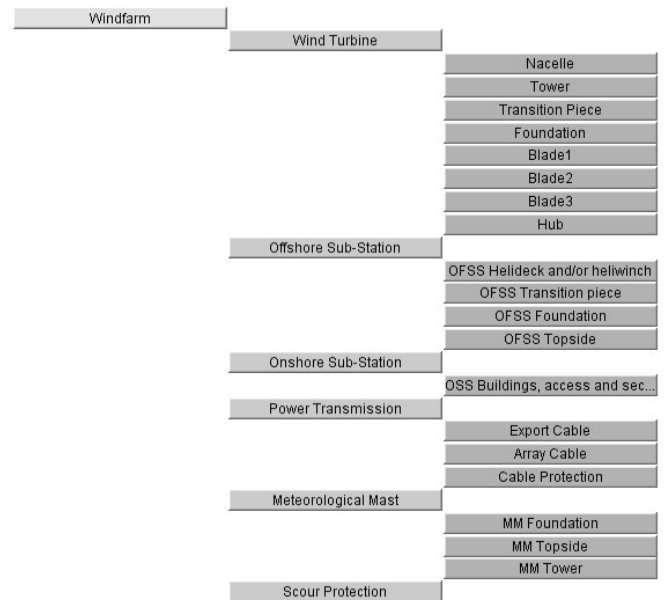 Windfarm
Wind Turbine
Nacelle
Tower
Transition Piece
Foundation
Blade1
Blade2
Blade3
Hub
Offshore Sub-Station
OFSS Helideck and/or heliwinch
OFSS Transition piece
OFSS Foundation
OFSS Topside
Onshore Sub-Station
OSS Buildings, access and sec...
Power Transmission
Export Cable
Array Cable
Cable Protection
Meteorological Mast
MM Foundation
MM Topside
MM Tower
Scour Protection